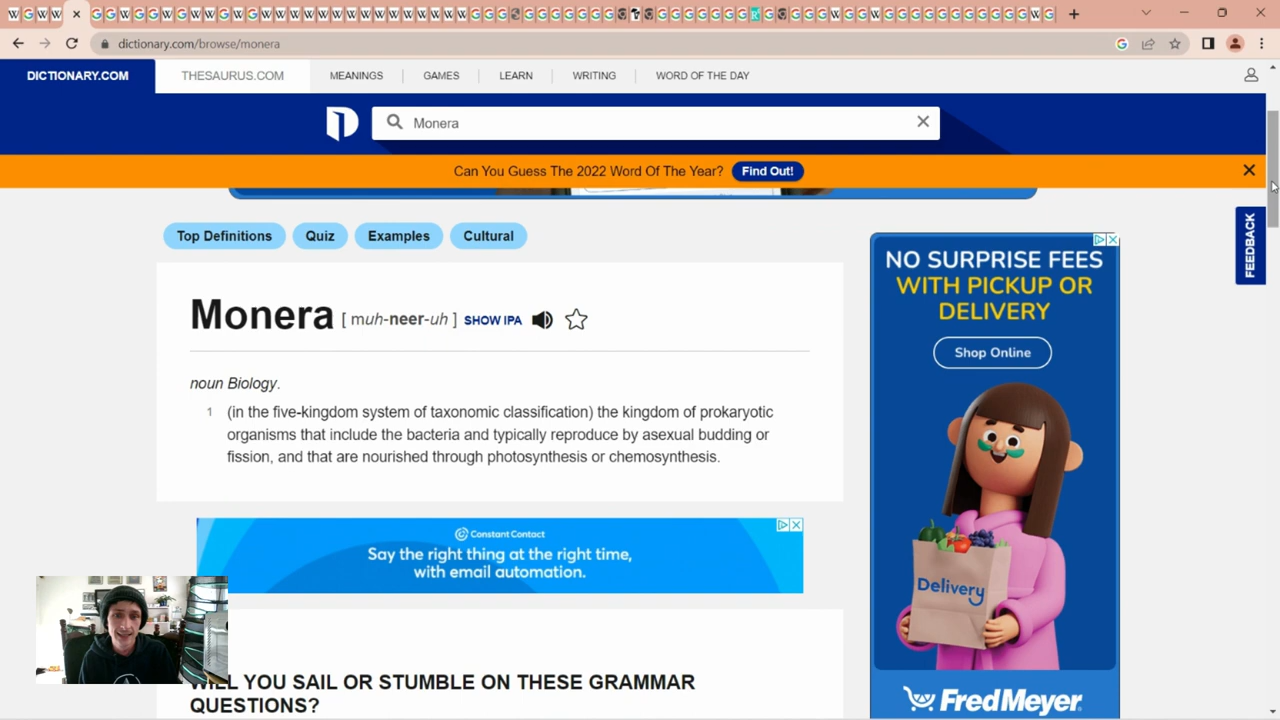 dictionary.com/browse/monera
DICTIONARY.COM
THESAURUS.COM
MEANINGS
GAMES
LEARN
WRITING
WORD OF THE DAY
Monera
Can You Guess The 2022 Word Of The Year?
Find Out!
Top Definitions
Quiz
Examples
Cultural
FEEDBACK
Monera
[ muh-neer-uh ]
SHOW IPA
noun Biology.
1
(in the five-kingdom system of taxonomic classification) the kingdom of prokaryotic
organisms that include the bacteria and typically reproduce by asexual budding or
fission, and that are nourished through photosynthesis or chemosynthesis.
Constant Contact
Say the right thing at the right time,
with email automation.
WILL YOU SAIL OR STUMBLE ON THESE GRAMMAR
QUESTIONS?
NO SURPRISE FEES
WITH PICKUP OR
DELIVERY
Shop Online
Delivery
FredMeyer